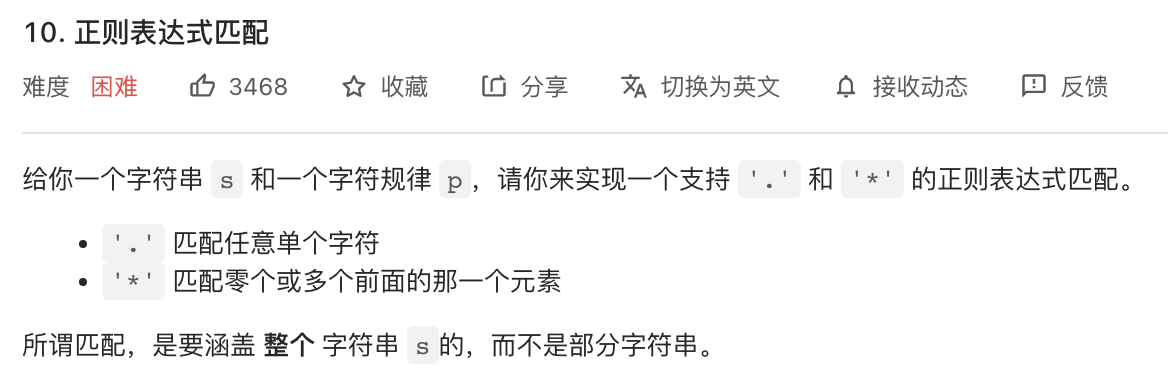 10. 正则表达式匹配
难度 困难 3468 收藏 分享 切换为英文 接收动态 反馈
给你一个字符串 s 和一个字符规律 p，请你来实现一个支持 '.' 和 '*' 的正则表达式匹配。
• '.' 匹配任意单个字符
• '*' 匹配零个或多个前面的那一个元素
所谓匹配，是要涵盖 整个 字符串 s的，而不是部分字符串。